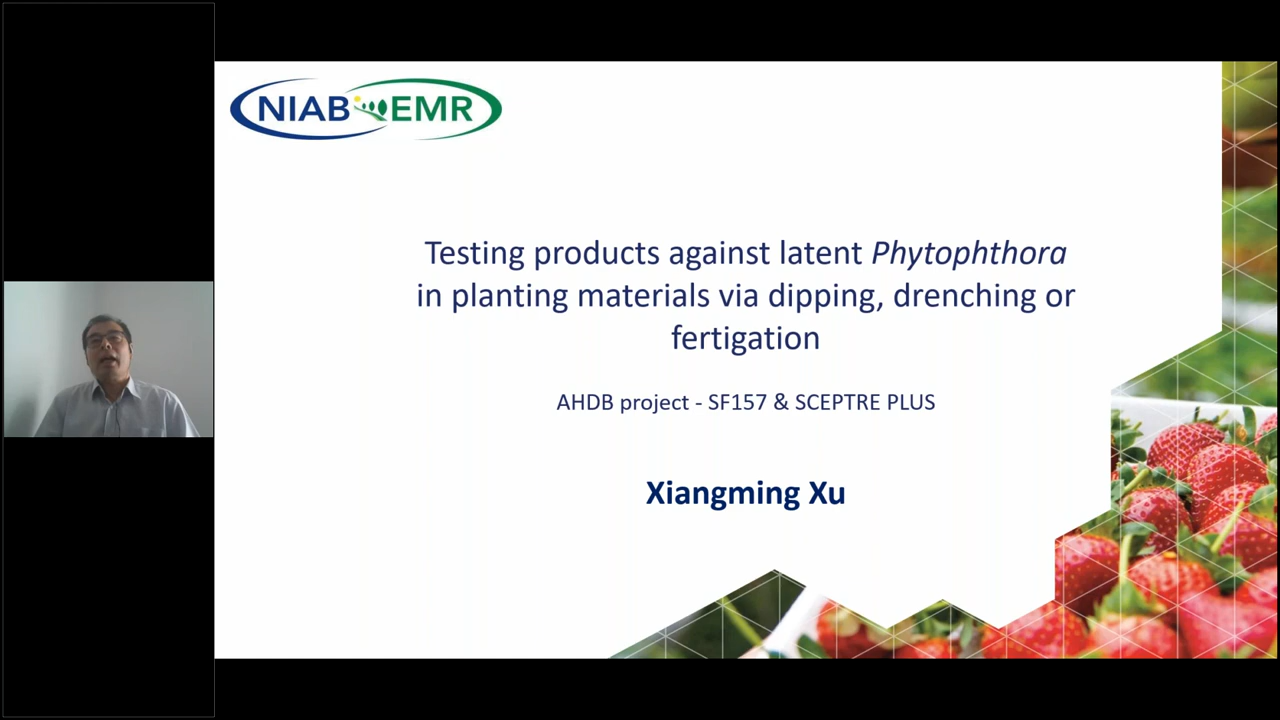 NIAB EMR
Testing products against latent Phytophthora
in planting materials via dipping, drenching or
fertigation
AHDB project - SF157 & SCEPTRE PLUS
Xiangming Xu